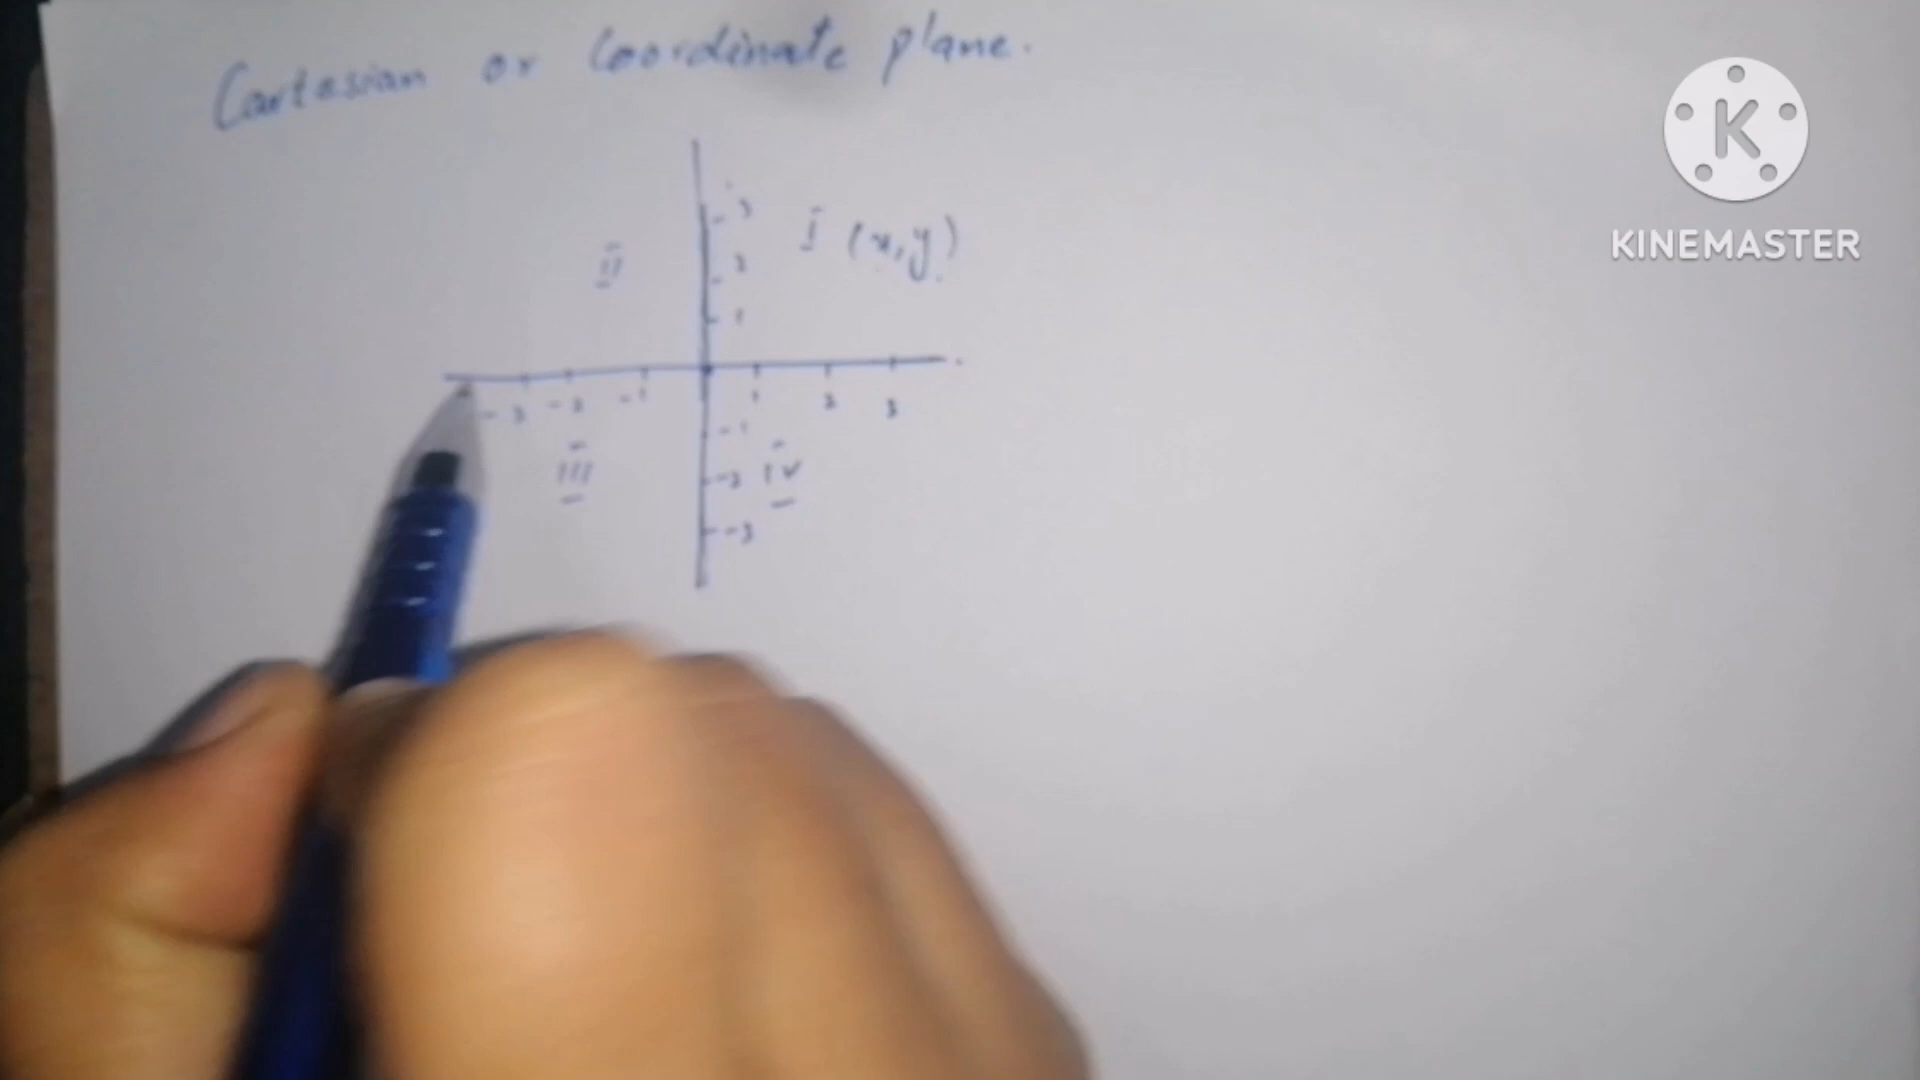 Cartesian or Coordinate plane.
K
KINEMASTER
3
I (x,y)
II
2
1
-3 -2 -1 1 2 3
-1
III
-2 IV
-3